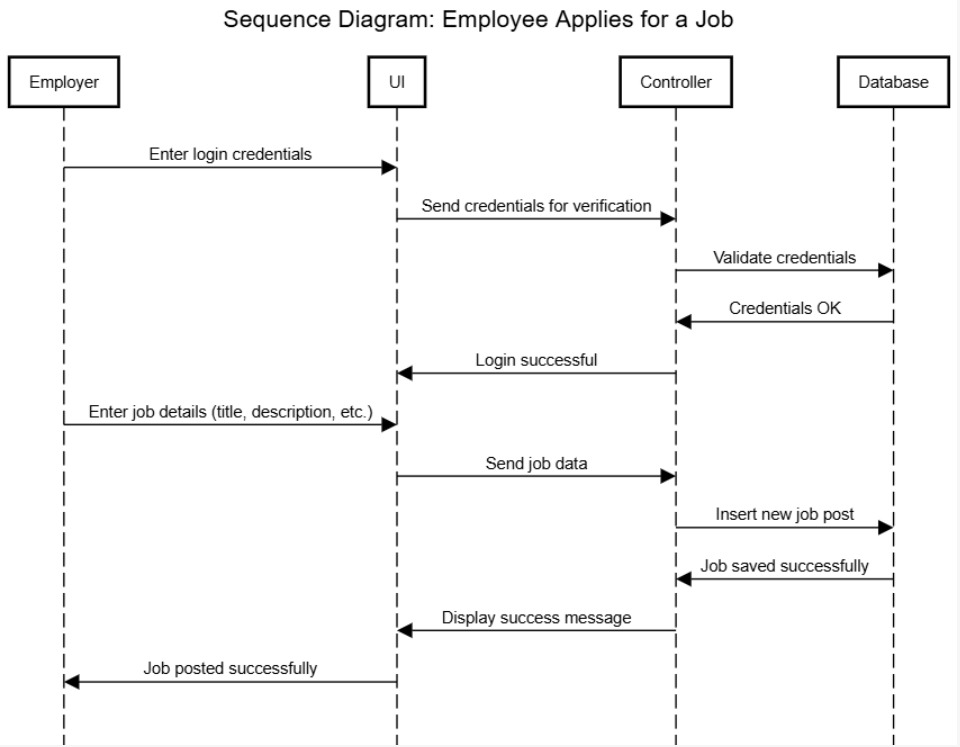 Sequence Diagram: Employee Applies for a Job
Employer
UI
Controller
Database
Enter login credentials
Send credentials for verification
Validate credentials
Credentials OK
Login successful
Enter job details (title, description, etc.)
Send job data
Insert new job post
Job saved successfully
Display success message
Job posted successfully